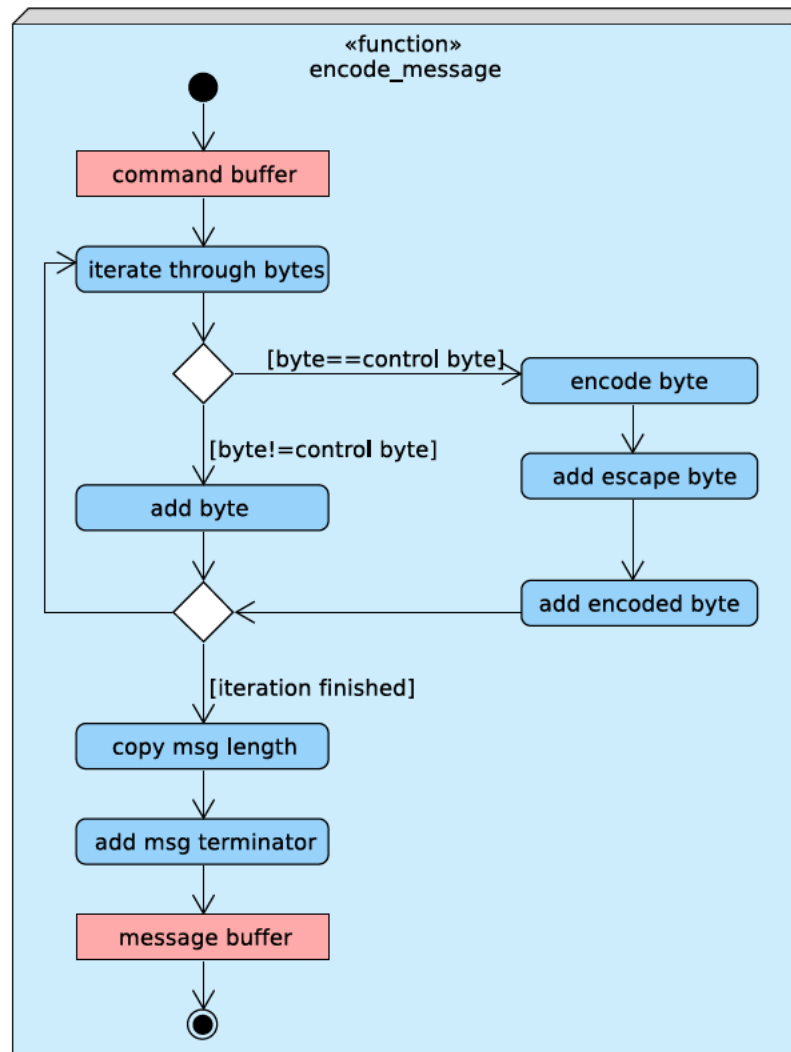 «function»
encode_message
command buffer
iterate through bytes
[byte==control byte]
encode byte
[byte!=control byte]
add escape byte
add byte
add encoded byte
[iteration finished]
copy msg length
add msg terminator
message buffer